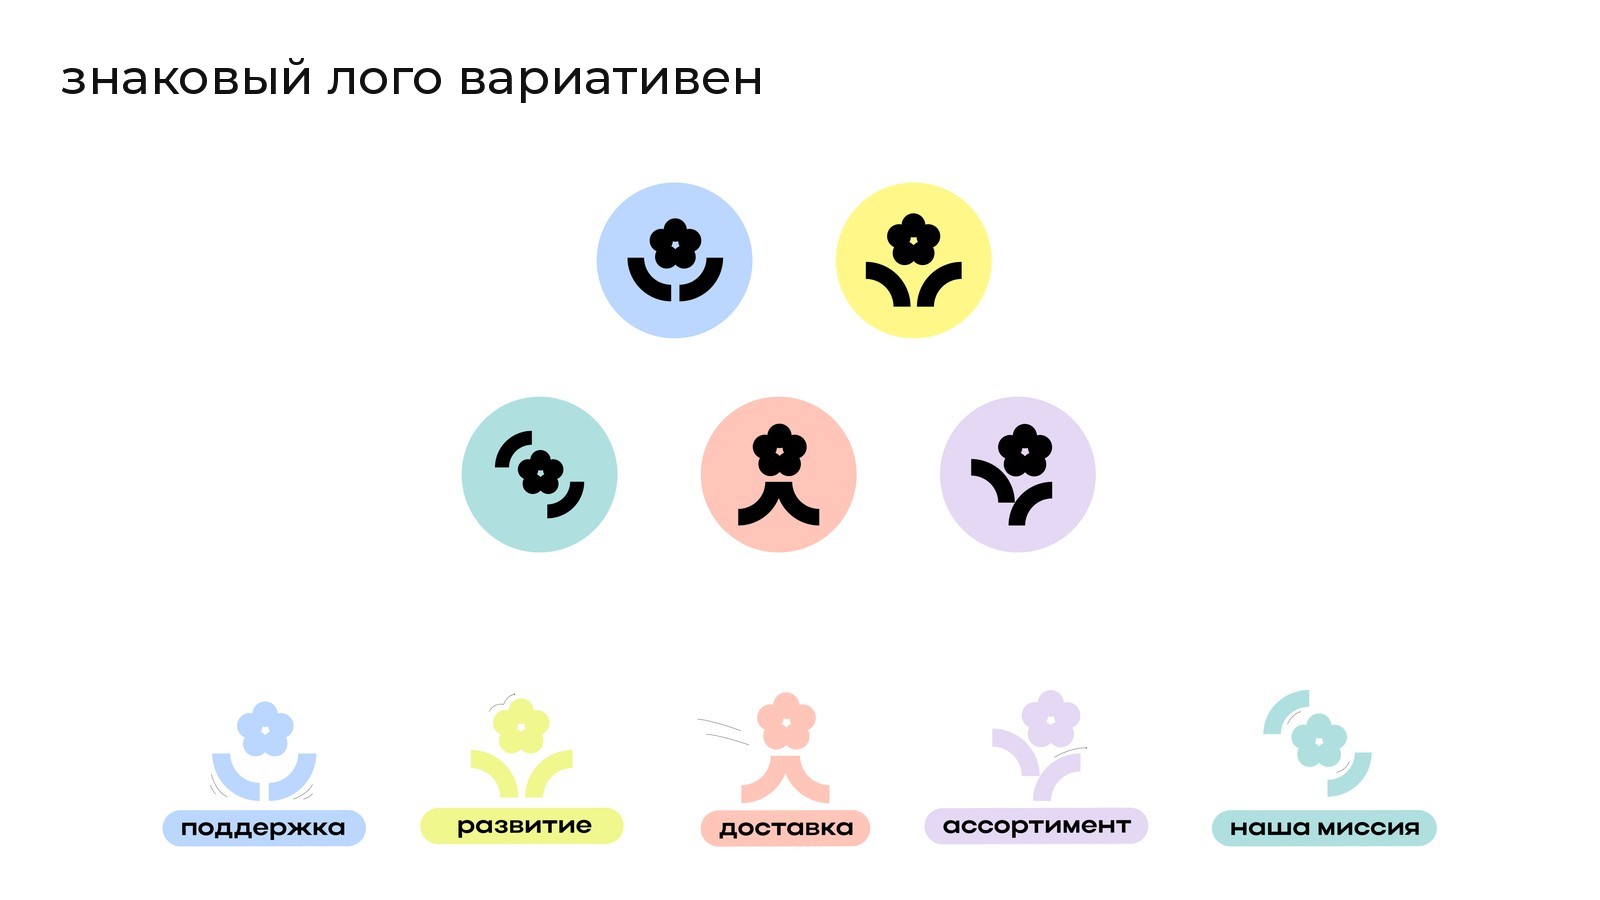 знаковый лого вариативен
поддержка
развитие
доставка
ассортимент
наша миссия